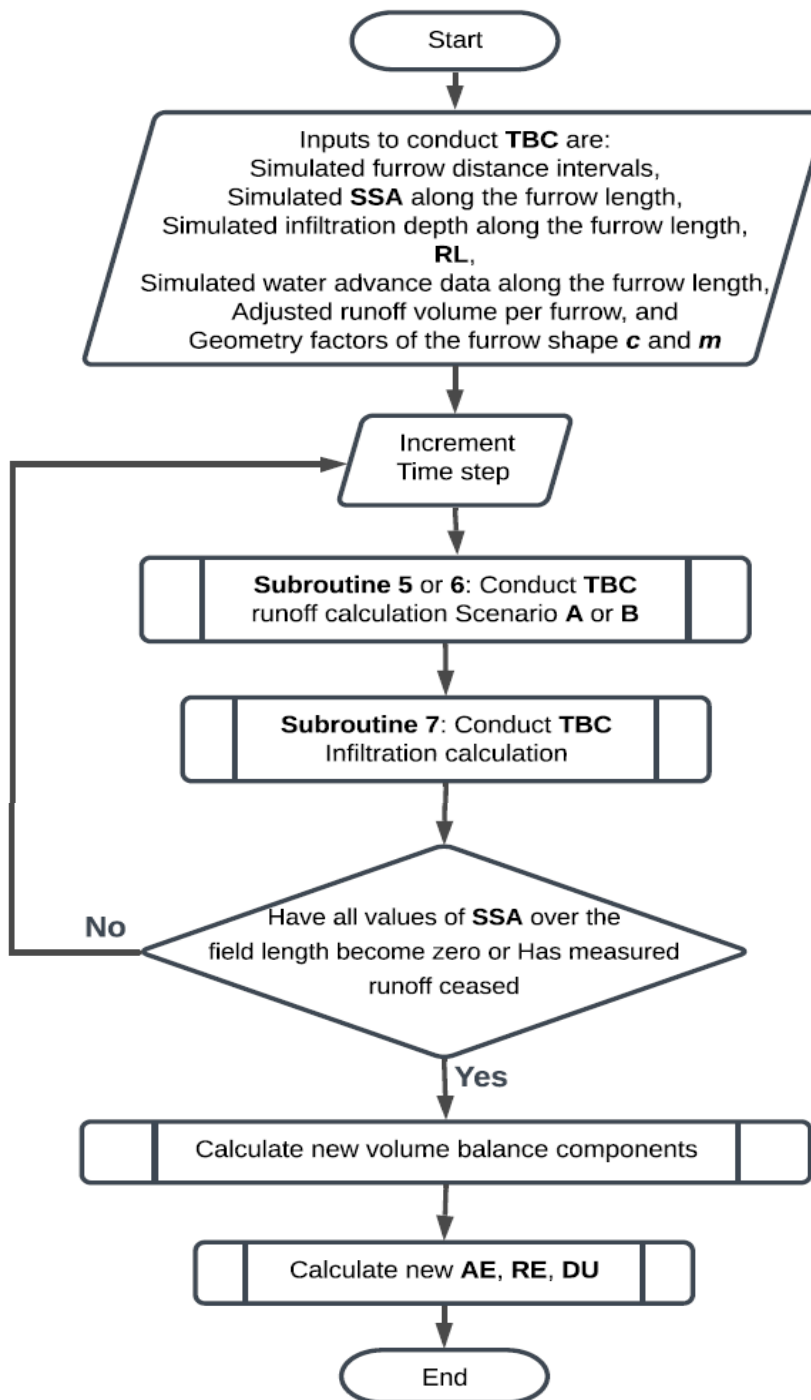 Start
Inputs to conduct TBC are:
Simulated furrow distance intervals,
Simulated SSA along the furrow length,
Simulated infiltration depth along the furrow length,
RL,
Simulated water advance data along the furrow length,
Adjusted runoff volume per furrow, and
Geometry factors of the furrow shape c and m
Increment
Time step
Subroutine 5 or 6: Conduct TBC
runoff calculation Scenario A or B
Subroutine 7: Conduct TBC
Infiltration calculation
Have all values of SSA over the
field length become zero or Has measured
runoff ceased
No
Yes
Calculate new volume balance components
Calculate new AE, RE, DU
End